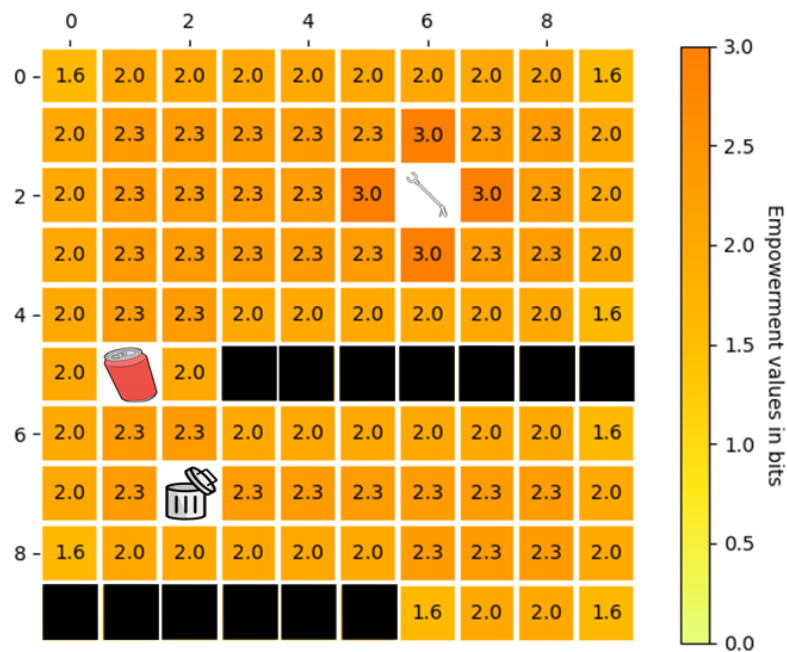 0 2 4 6 8
0 1.6 2.0 2.0 2.0 2.0 2.0 2.0 2.0 2.0 1.6
2.0 2.3 2.3 2.3 2.3 2.3 3.0 2.3 2.3 2.0
2 2.0 2.3 2.3 2.3 2.3 3.0 3.0 2.3 2.0
2.0 2.3 2.3 2.3 2.3 2.3 3.0 2.3 2.3 2.0
4 2.0 2.3 2.3 2.0 2.0 2.0 2.0 2.0 2.0 1.6
2.0 2.0
6 2.0 2.3 2.3 2.0 2.0 2.0 2.0 2.0 2.0 1.6
2.0 2.3 2.3 2.3 2.3 2.3 2.3 2.3 2.0
8 1.6 2.0 2.0 2.0 2.0 2.0 2.3 2.3 2.3 2.0
1.6 2.0 2.0 1.6
3.0
2.5
2.0
1.5
1.0
0.5
0.0
Empowerment values in bits